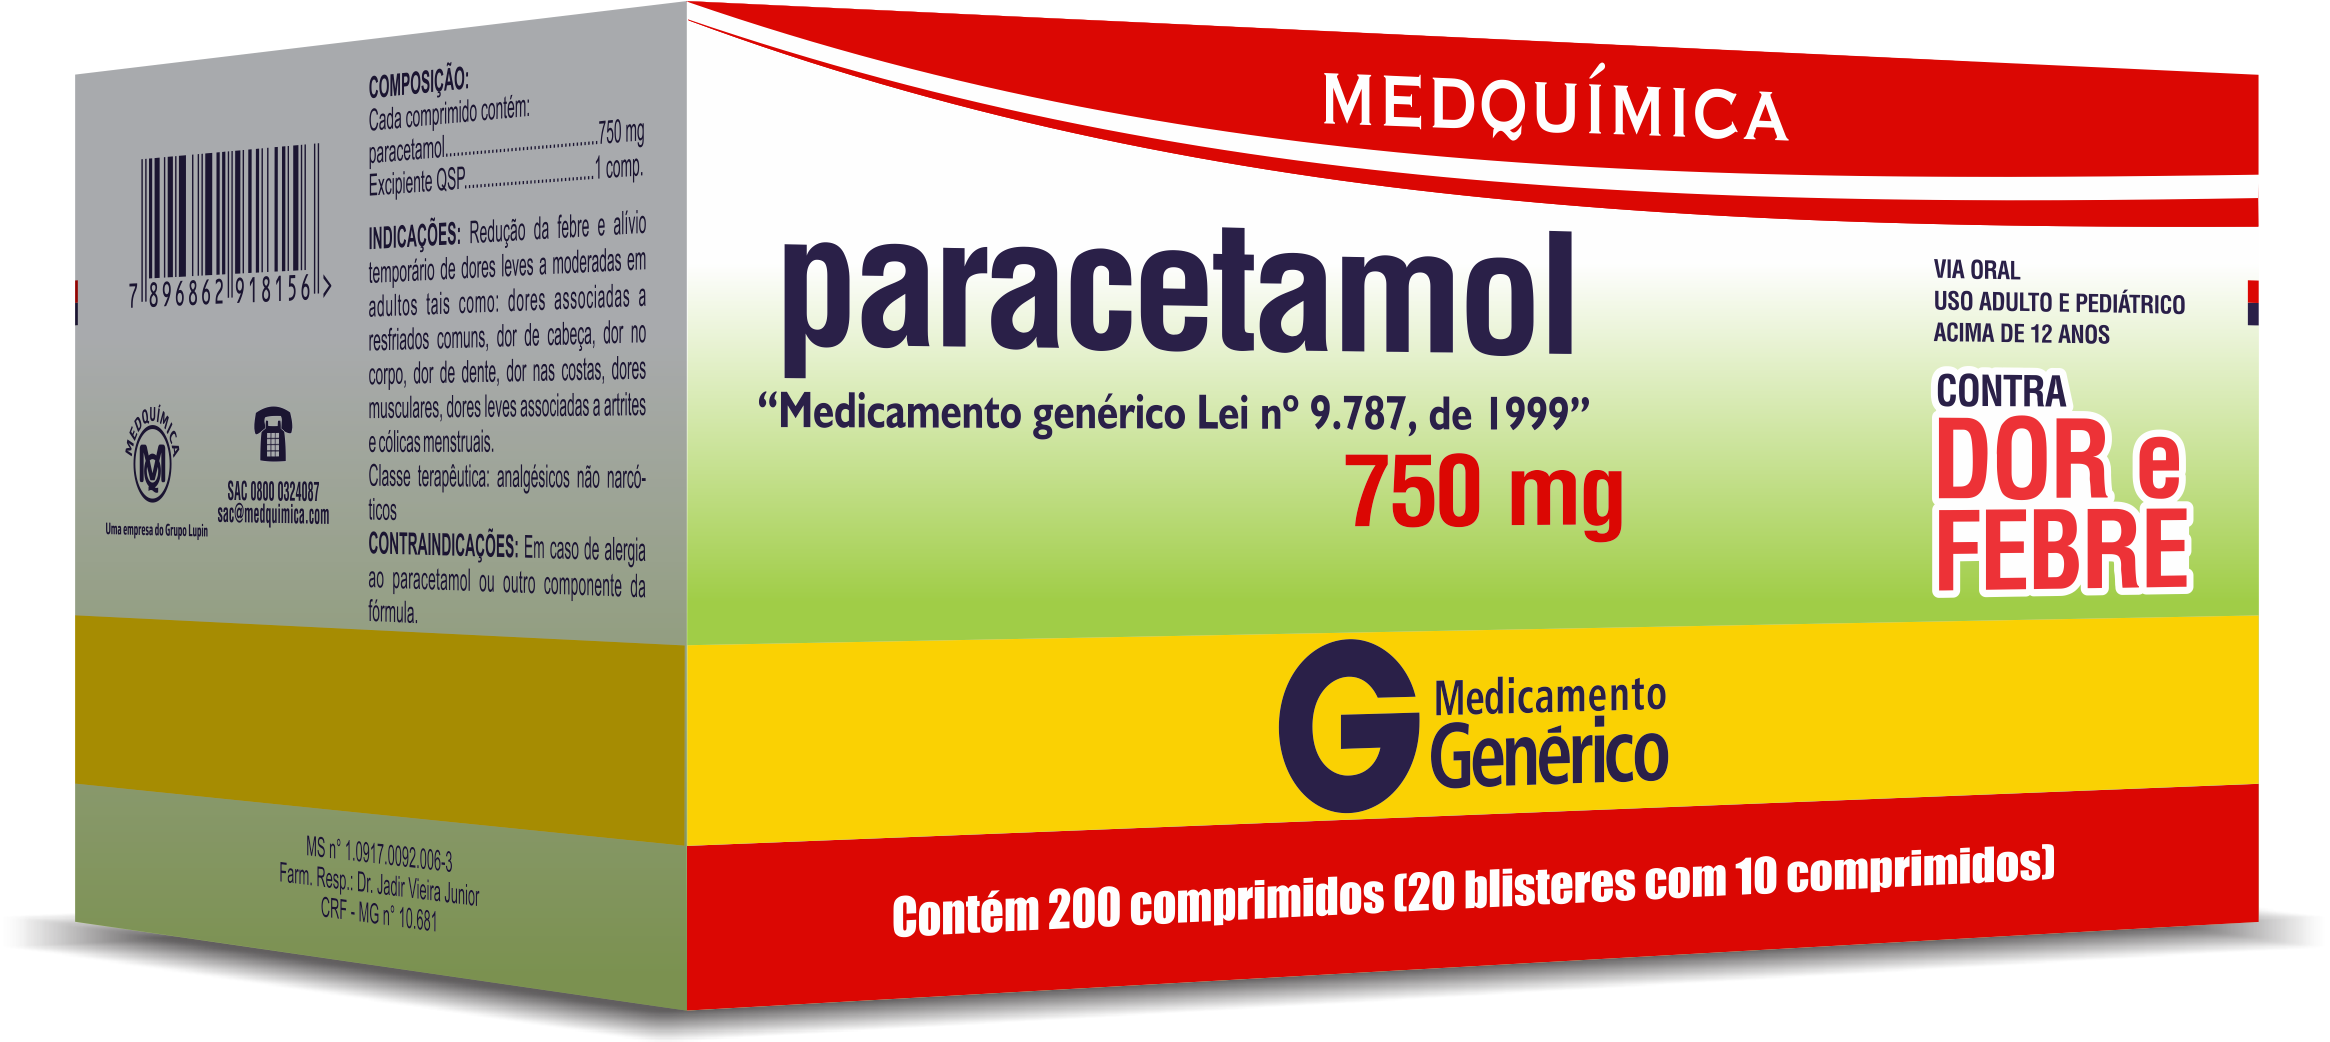 COMPOSIÇÃO:
Cada comprimido contém:
paracetamol........................................750 mg
Excipiente QSP..................................1 comp.
INDICAÇÕES: Redução da febre e alívio
temporário de dores leves a moderadas em
adultos tais como: dores associadas a
resfriados comuns, dor de cabeça, dor no
corpo, dor de dente, dor nas costas, dores
musculares, dores leves associadas a artrites
e cólicas menstruais.
Classe terapêutica: analgésicos não narcó-
ticos
CONTRAINDICAÇÕES: Em caso de alergia
ao paracetamol ou outro componente da
fórmula.
7 896862 918156 >
MEDQUÍMICA
MQ
Uma empresa do Grupo Lupin
SAC 0800 0324087
sac@medquimica.com
MS n° 1.0917.0092.006-3
Farm. Resp.: Dr. Jadir Vieira Junior
CRF - MG n° 10.681
MEDQUÍMICA
paracetamol
“Medicamento genérico Lei nº 9.787, de 1999”
750 mg
VIA ORAL
USO ADULTO E PEDIÁTRICO
ACIMA DE 12 ANOS
CONTRA
DOR e
FEBRE
G Medicamento
Genérico
Contém 200 comprimidos (20 blisteres com 10 comprimidos)